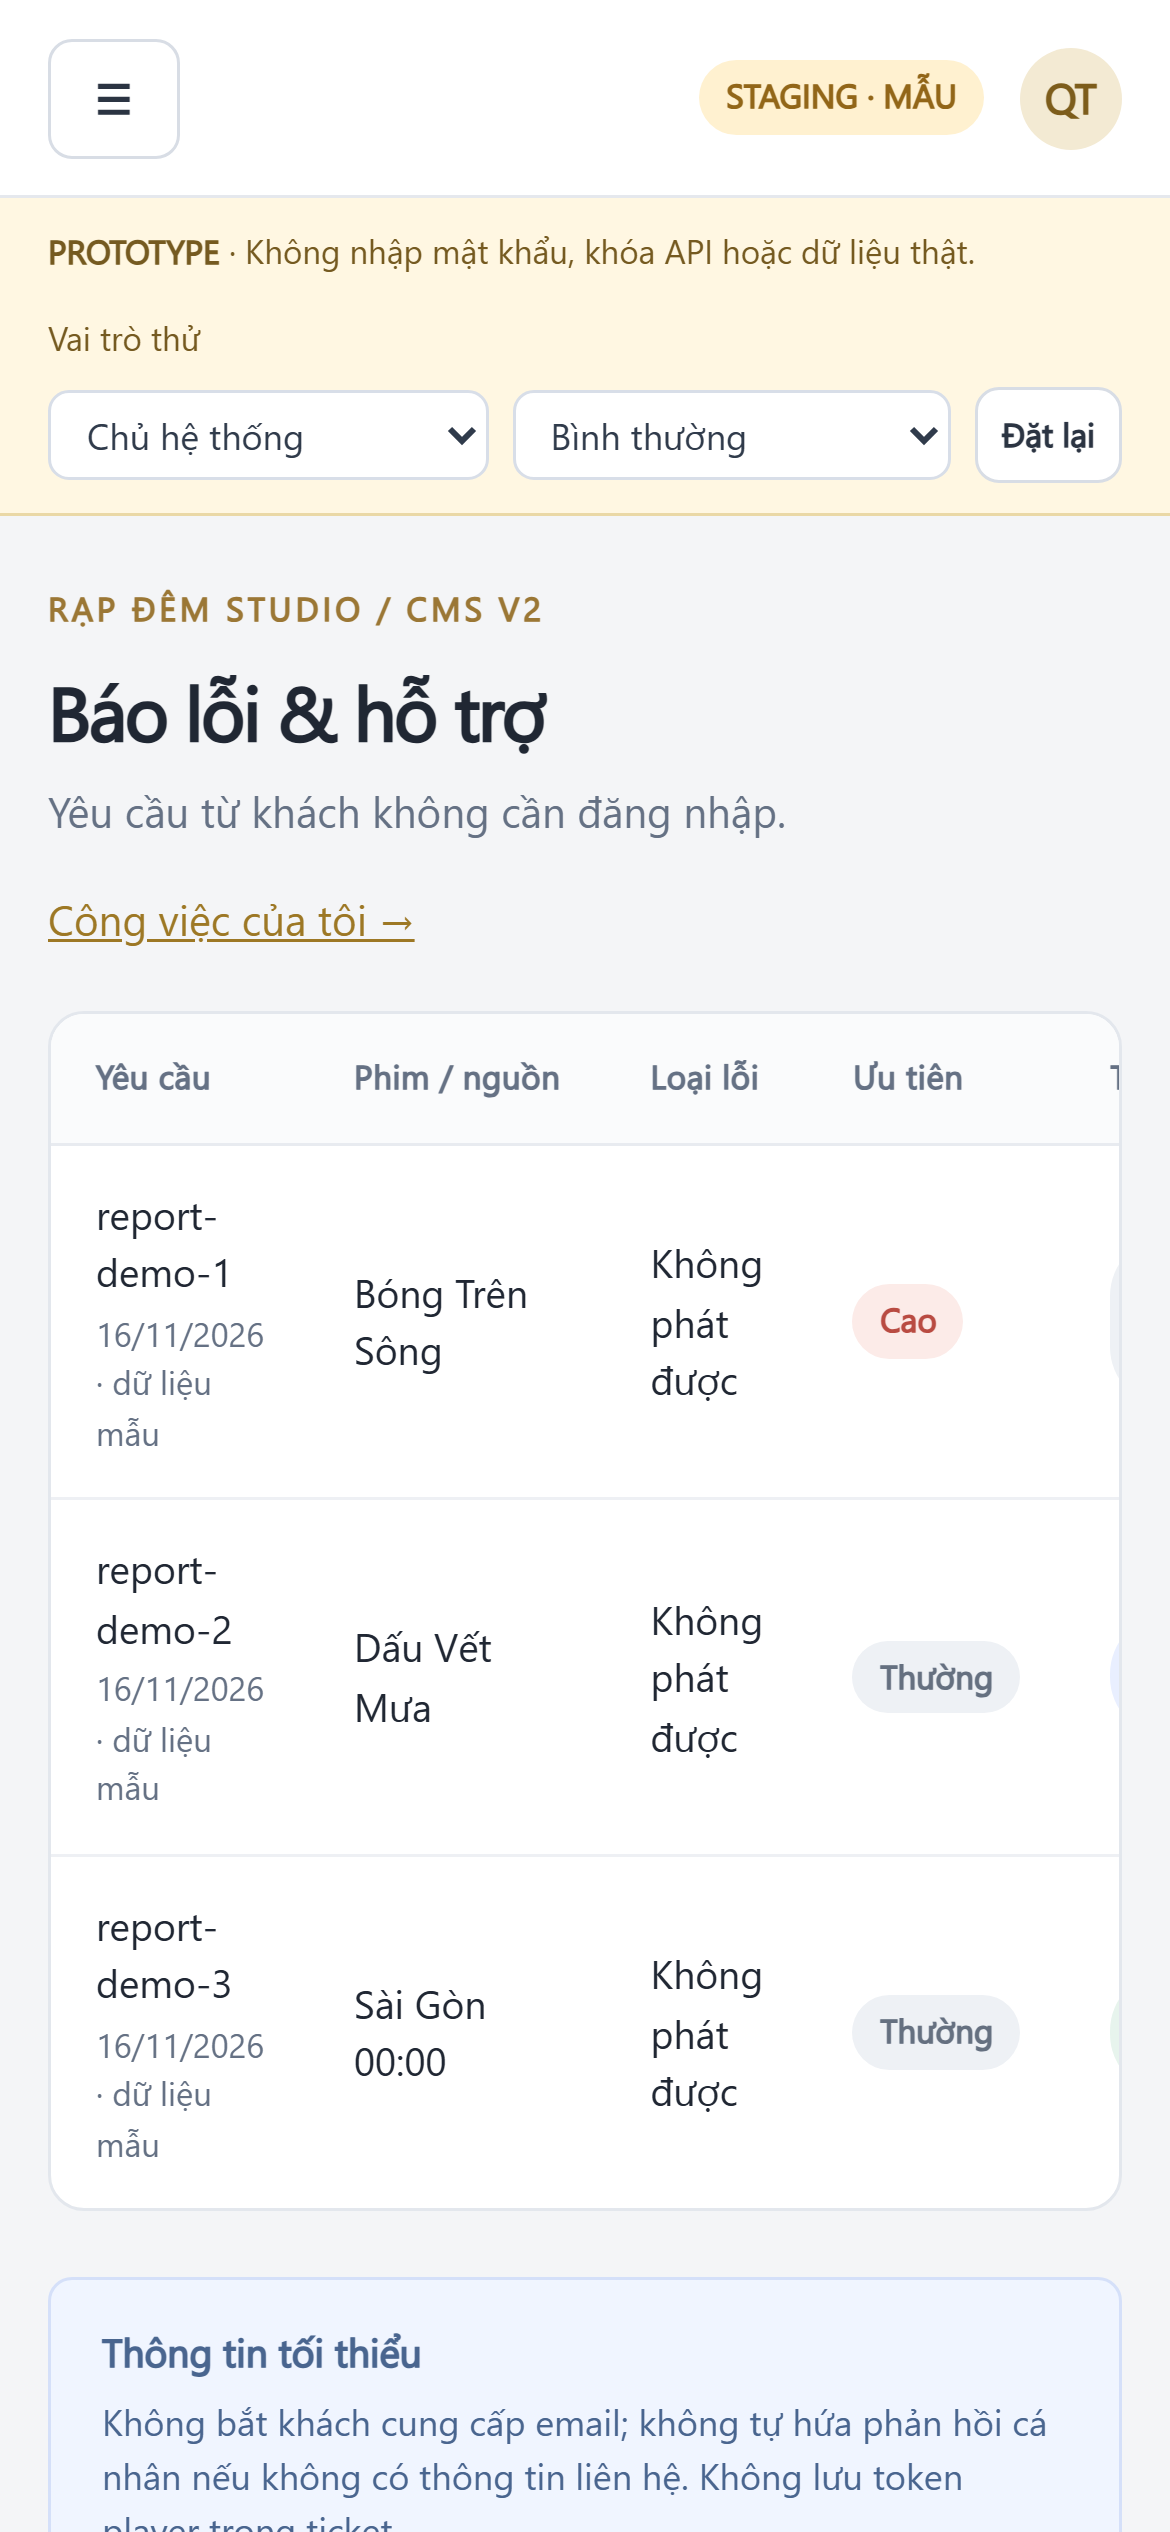 ☰
STAGING · MẪU
QT
PROTOTYPE · Không nhập mật khẩu, khóa API hoặc dữ liệu thật.
Vai trò thử
Chủ hệ thống
Bình thường
Đặt lại
RẠP ĐÊM STUDIO / CMS V2
Báo lỗi & hỗ trợ
Yêu cầu từ khách không cần đăng nhập.
Công việc của tôi →
Yêu cầu
Phim / nguồn
Loại lỗi
Ưu tiên
report-
demo-1
16/11/2026
· dữ liệu
mẫu
Bóng Trên
Sông
Không
phát
được
Cao
report-
demo-2
16/11/2026
· dữ liệu
mẫu
Dấu Vết
Mưa
Không
phát
được
Thường
report-
demo-3
16/11/2026
· dữ liệu
mẫu
Sài Gòn
00:00
Không
phát
được
Thường
Thông tin tối thiểu
Không bắt khách cung cấp email; không tự hứa phản hồi cá
nhân nếu không có thông tin liên hệ. Không lưu token
player trong ticket.